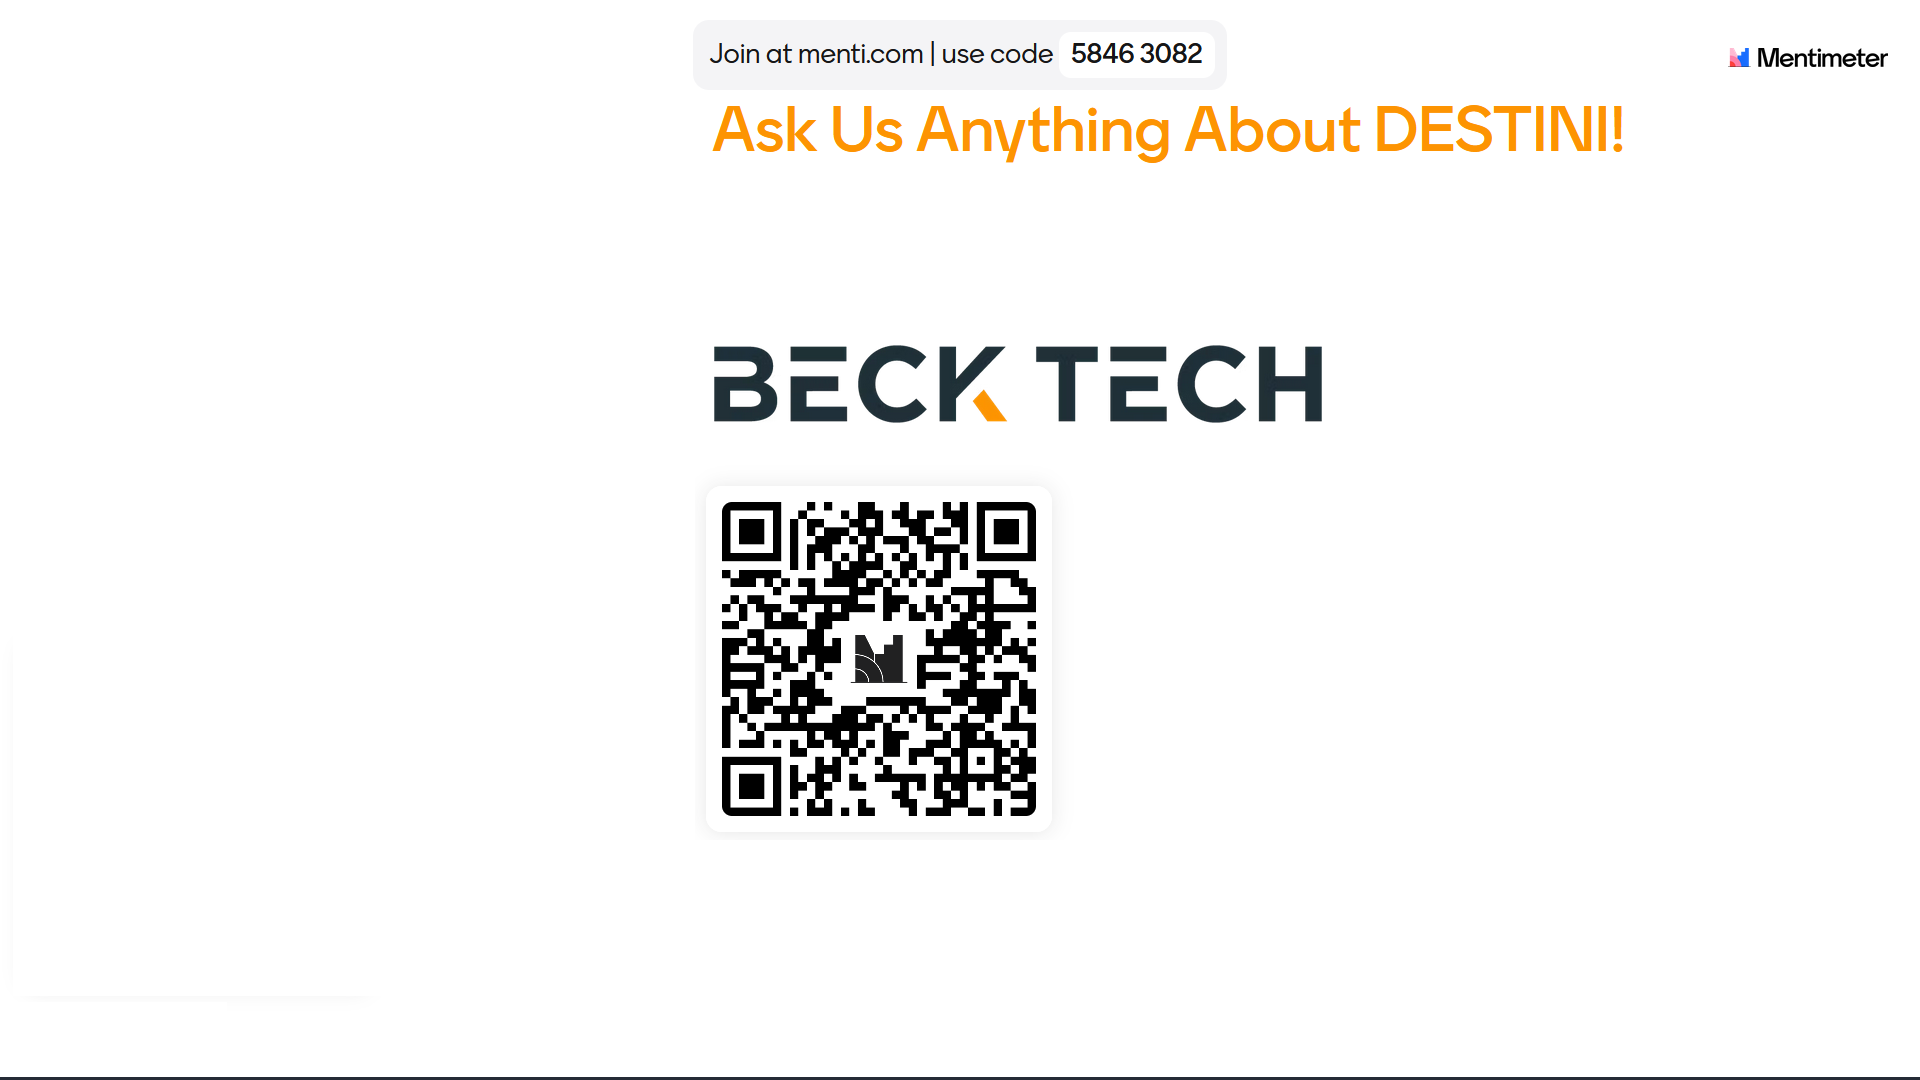 Join at menti.com | use code 5846 3082
Mentimeter
Ask Us Anything About DESTINI!
BECK TECH